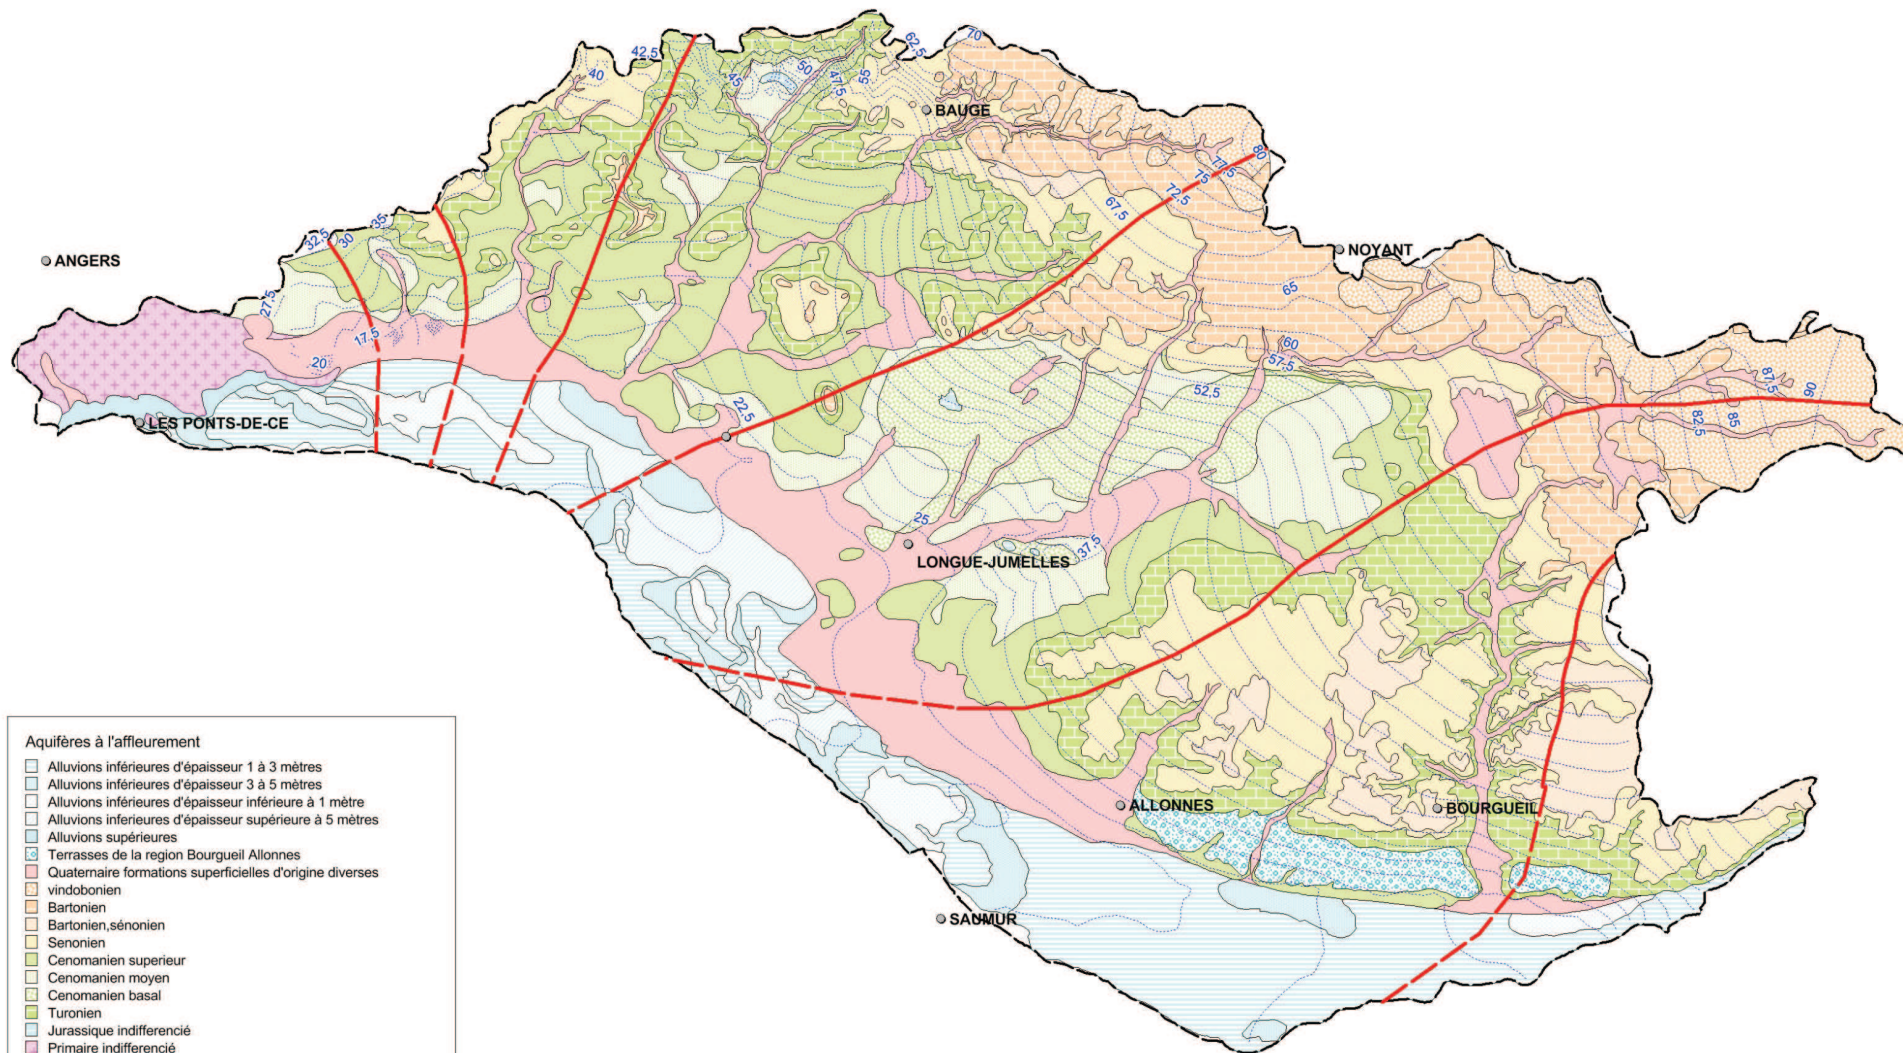 70
62,5
42,5
40
45
50
47,5
55
BAUGE
80
77,5
75
72,5
67,5
35
32,5
30
ANGERS
NOYANT
65
27,5
17,5
20
60
57,5
52,5
87,5
90
85
82,5
22,5
LES PONTS-DE-CE
25
37,5
LONGUE-JUMELLES
ALLONNES
BOURGUEIL
SAUMUR
Aquifères à l'affleurement
Alluvions inférieures d'épaisseur 1 à 3 mètres
Alluvions inférieures d'épaisseur 3 à 5 mètres
Alluvions inférieures d'épaisseur inférieure à 1 mètre
Alluvions inferieures d'épaisseur supérieure à 5 mètres
Alluvions supérieures
Terrasses de la region Bourgueil Allonnes
Quaternaire formations superficielles d'origine diverses
vindobonien
Bartonien
Bartonien,sénonien
Senonien
Cenomanien superieur
Cenomanien moyen
Cenomanien basal
Turonien
Jurassique indifferencié
Primaire indifferencié